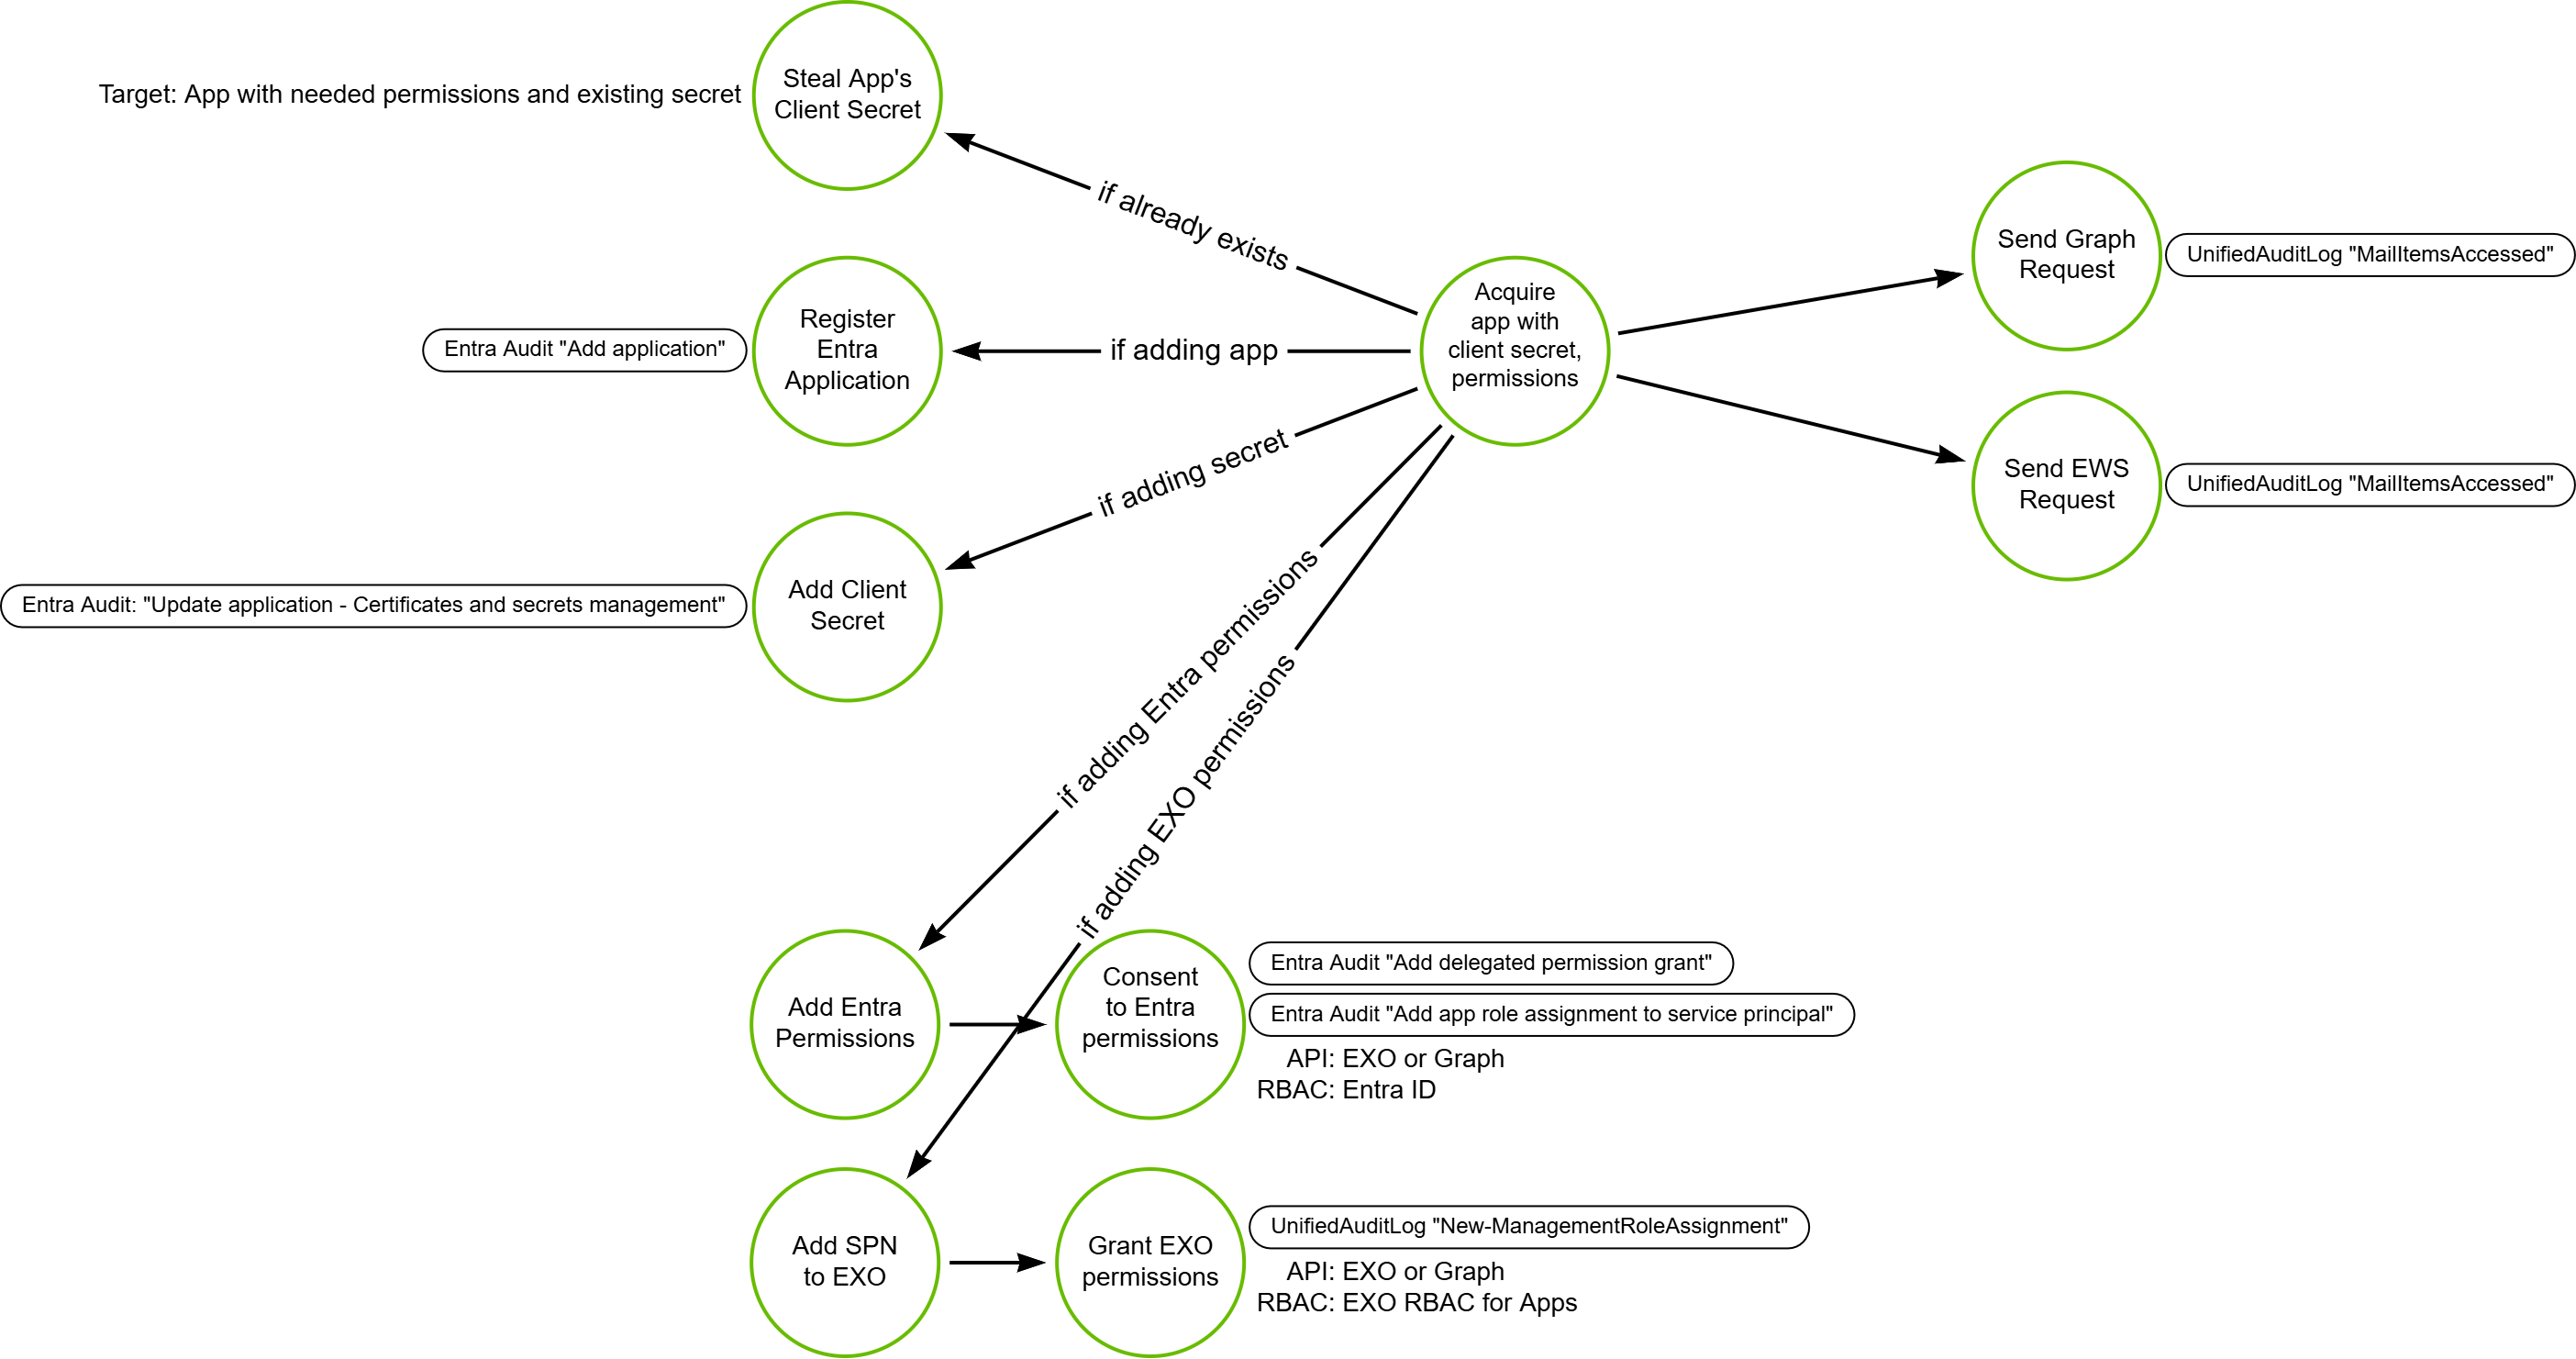 Steal App's
Client Secret
Target: App with needed permissions and existing secret
if already exists
Send Graph
Request
UnifiedAuditLog "MailItemsAccessed"
Register
Entra
Application
Entra Audit "Add application"
if adding app
Acquire
app with
client secret,
permissions
if adding secret
Send EWS
Request
UnifiedAuditLog "MailItemsAccessed"
Add Client
Secret
Entra Audit: "Update application - Certificates and secrets management"
if adding Entra permissions
if adding EXO permissions
Add Entra
Permissions
Consent
to Entra
permissions
Entra Audit "Add delegated permission grant"
Entra Audit "Add app role assignment to service principal"
API: EXO or Graph
RBAC: Entra ID
Add SPN
to EXO
Grant EXO
permissions
UnifiedAuditLog "New-ManagementRoleAssignment"
API: EXO or Graph
RBAC: EXO RBAC for Apps